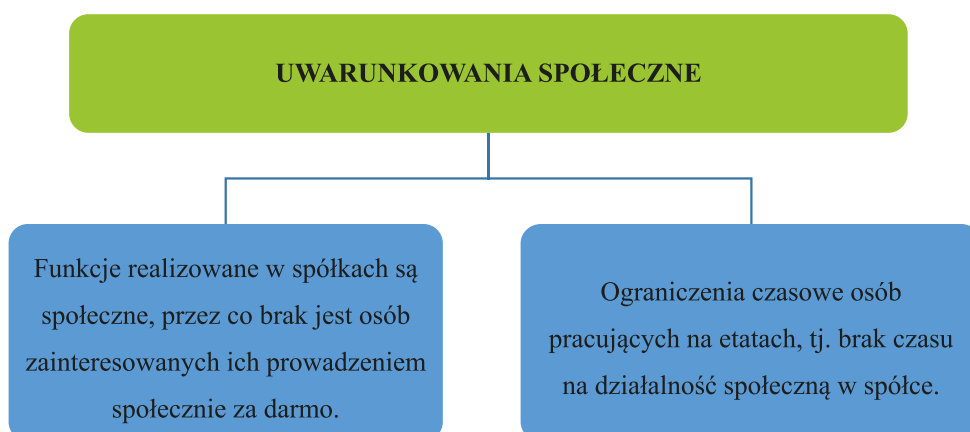 UWARUNKOWANIA SPOŁECZNE
Funkcje realizowane w spółkach są
społeczne, przez co brak jest osób
zainteresowanych ich prowadzeniem
społecznie za darmo.
Ograniczenia czasowe osób
pracujących na etatach, tj. brak czasu
na działalność społeczną w spółce.